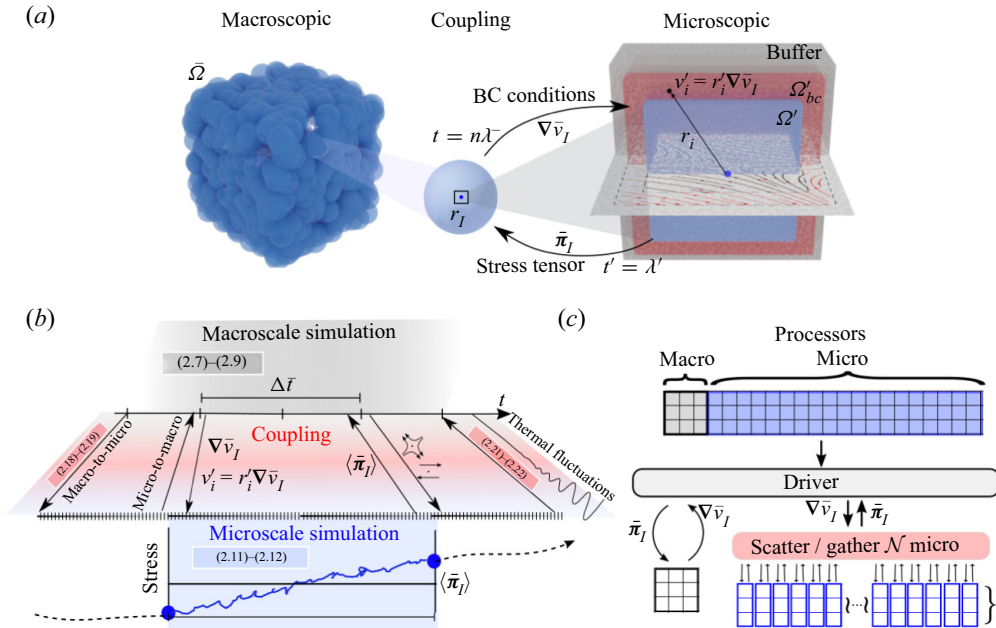 (a)
Macroscopic
Coupling
Microscopic
Ω̄
Buffer
v′ᵢ = r′ᵢ∇v̄_I
Ω′_bc
Ω′
BC conditions
∇v̄_I
t = nλ⁻
rᵢ
r_I
π̄_I
Stress tensor
t′ = λ′
(b)
Macroscale simulation
(2.7)–(2.9)
Δt̄
t
(2.18)–(2.19)
Macro-to-micro
Micro-to-macro
Coupling
∇v̄_I
v′ᵢ = r′ᵢ∇v̄_I
⟨π̄_I⟩
(2.21)–(2.22)
Thermal fluctuations
Microscale simulation
(2.11)–(2.12)
Stress
⟨π̄_I⟩
(c)
Processors
Macro
Micro
Driver
π̄_I
∇v̄_I
∇v̄_I
π̄_I
Scatter / gather 𝒩 micro
...